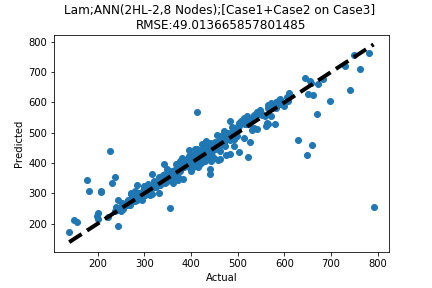 Lam;ANN(2HL-2,8 Nodes);[Case1+Case2 on Case3]
RMSE:49.013665857801485
800
700
600
500
400
300
200
Predicted
200 300 400 500 600 700 800
Actual